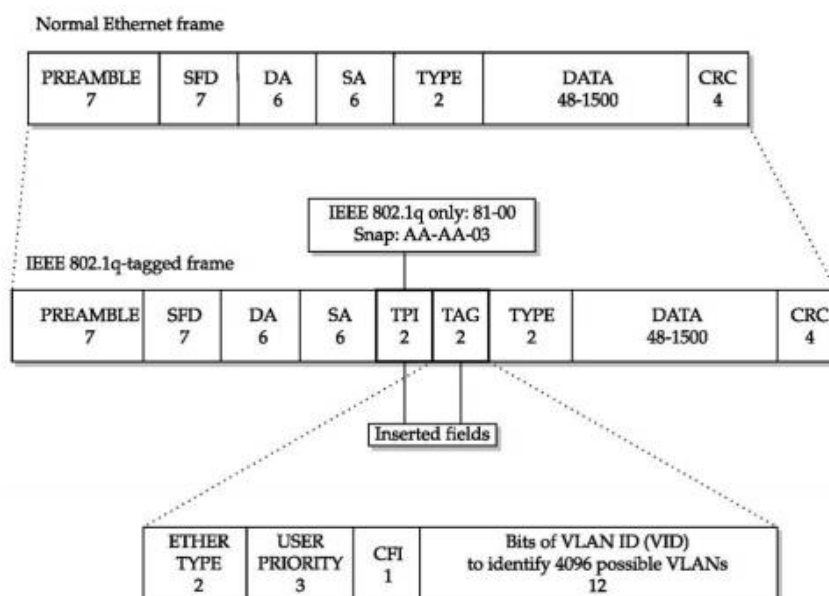 Normal Ethernet frame
PREAMBLE SFD DA SA TYPE DATA CRC
7 7 6 6 2 48-1500 4
IEEE 802.1q only: 81-00
Snap: AA-AA-03
IEEE 802.1q-tagged frame
PREAMBLE SFD DA SA TPI TAG TYPE DATA CRC
7 7 6 6 2 2 2 48-1500 4
Inserted fields
ETHER USER Bits of VLAN ID (VID)
TYPE PRIORITY CFI to identify 4096 possible VLANs
2 3 1 12